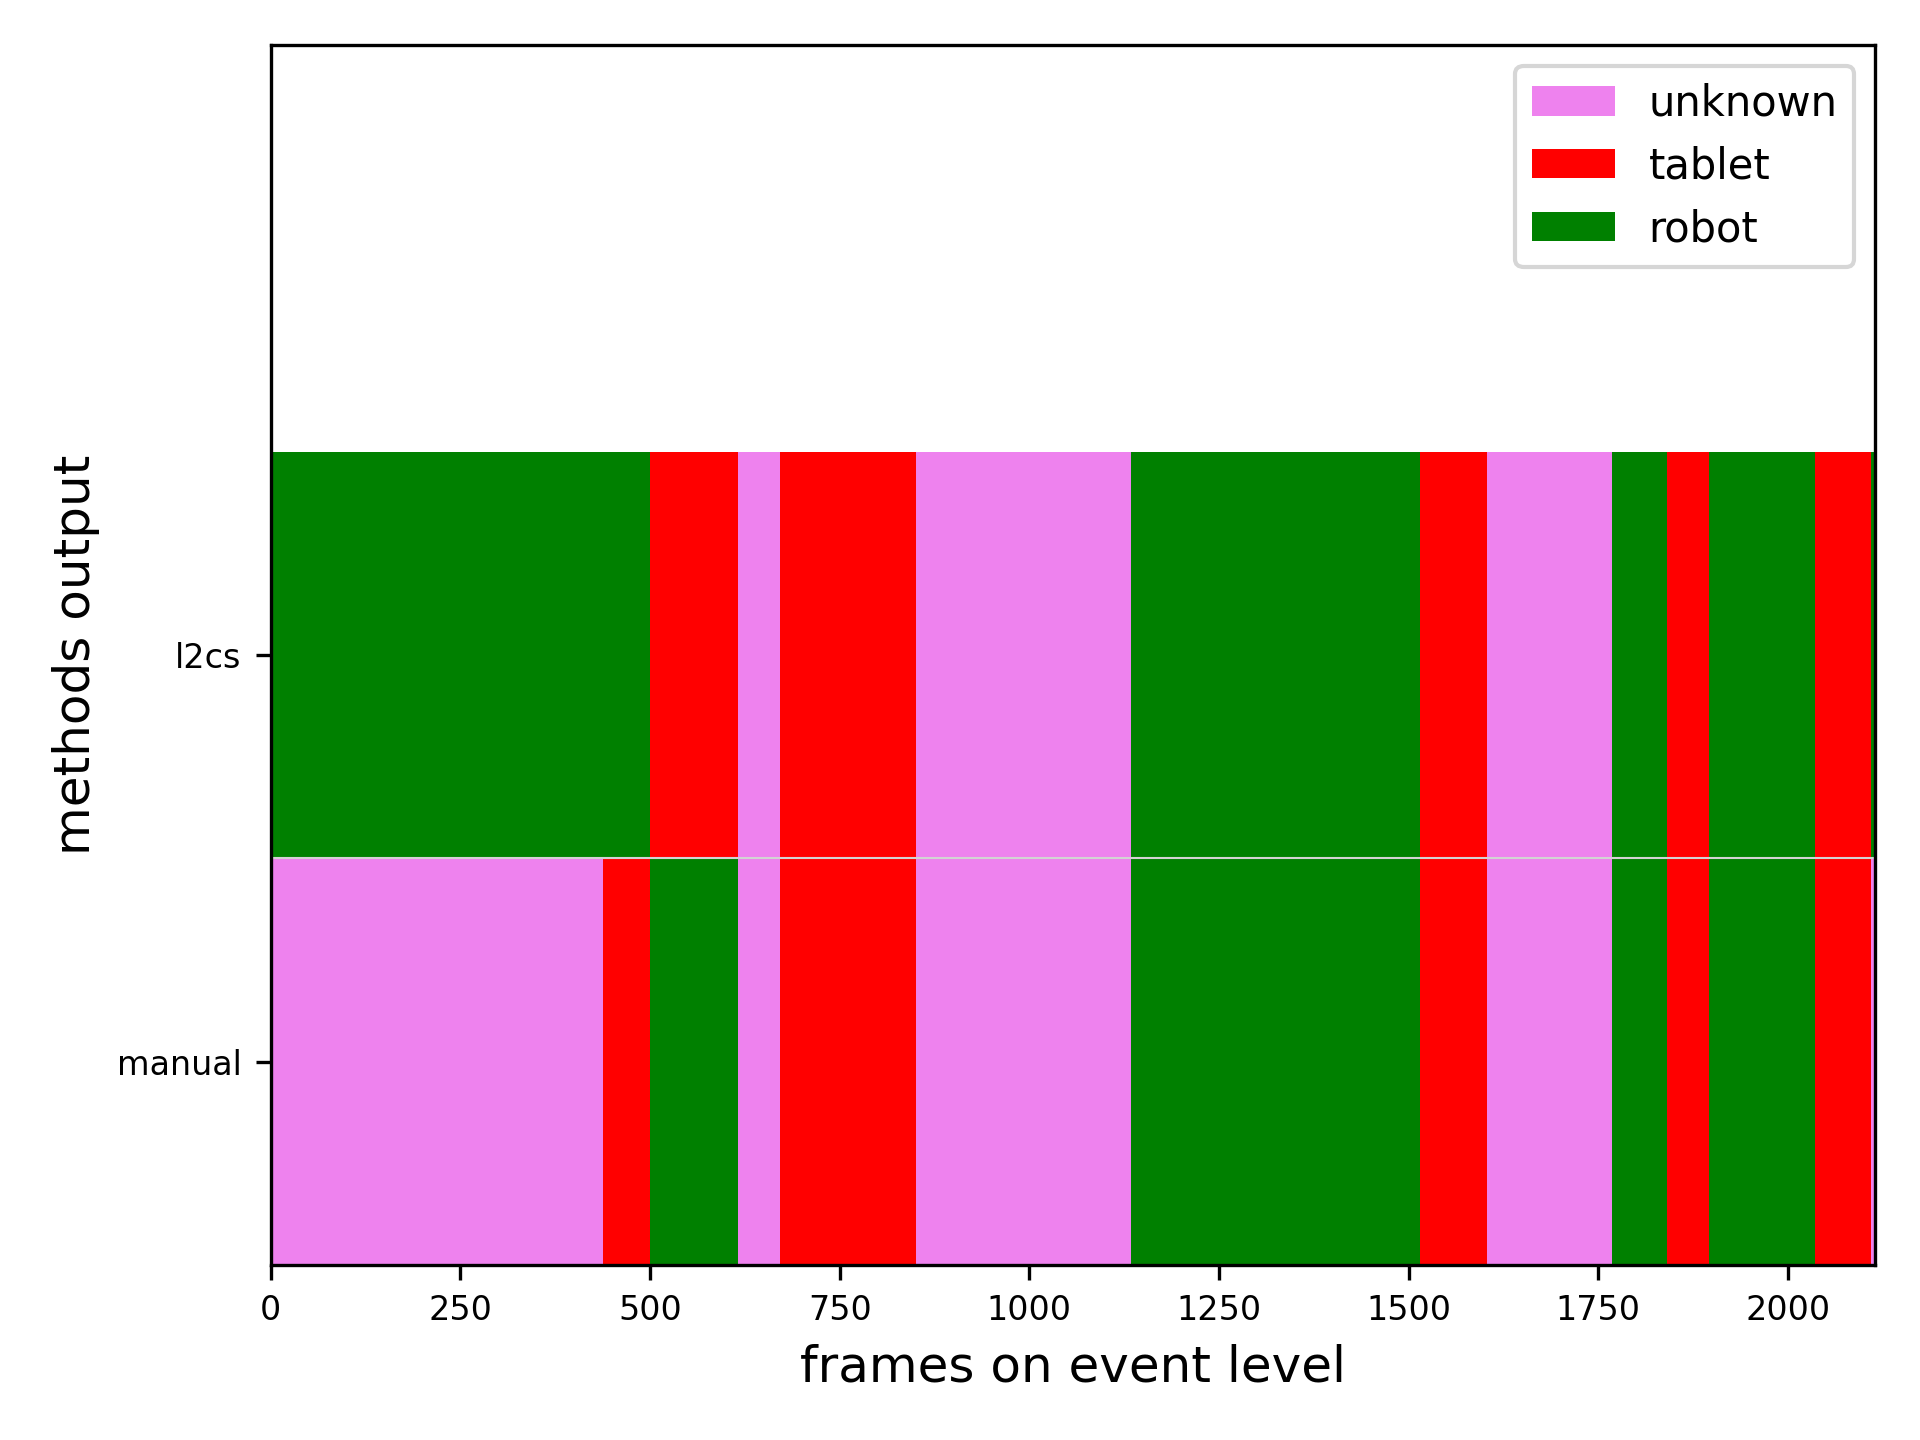 unknown
tablet
robot
methods output
l2cs
manual
0 250 500 750 1000 1250 1500 1750 2000
frames on event level